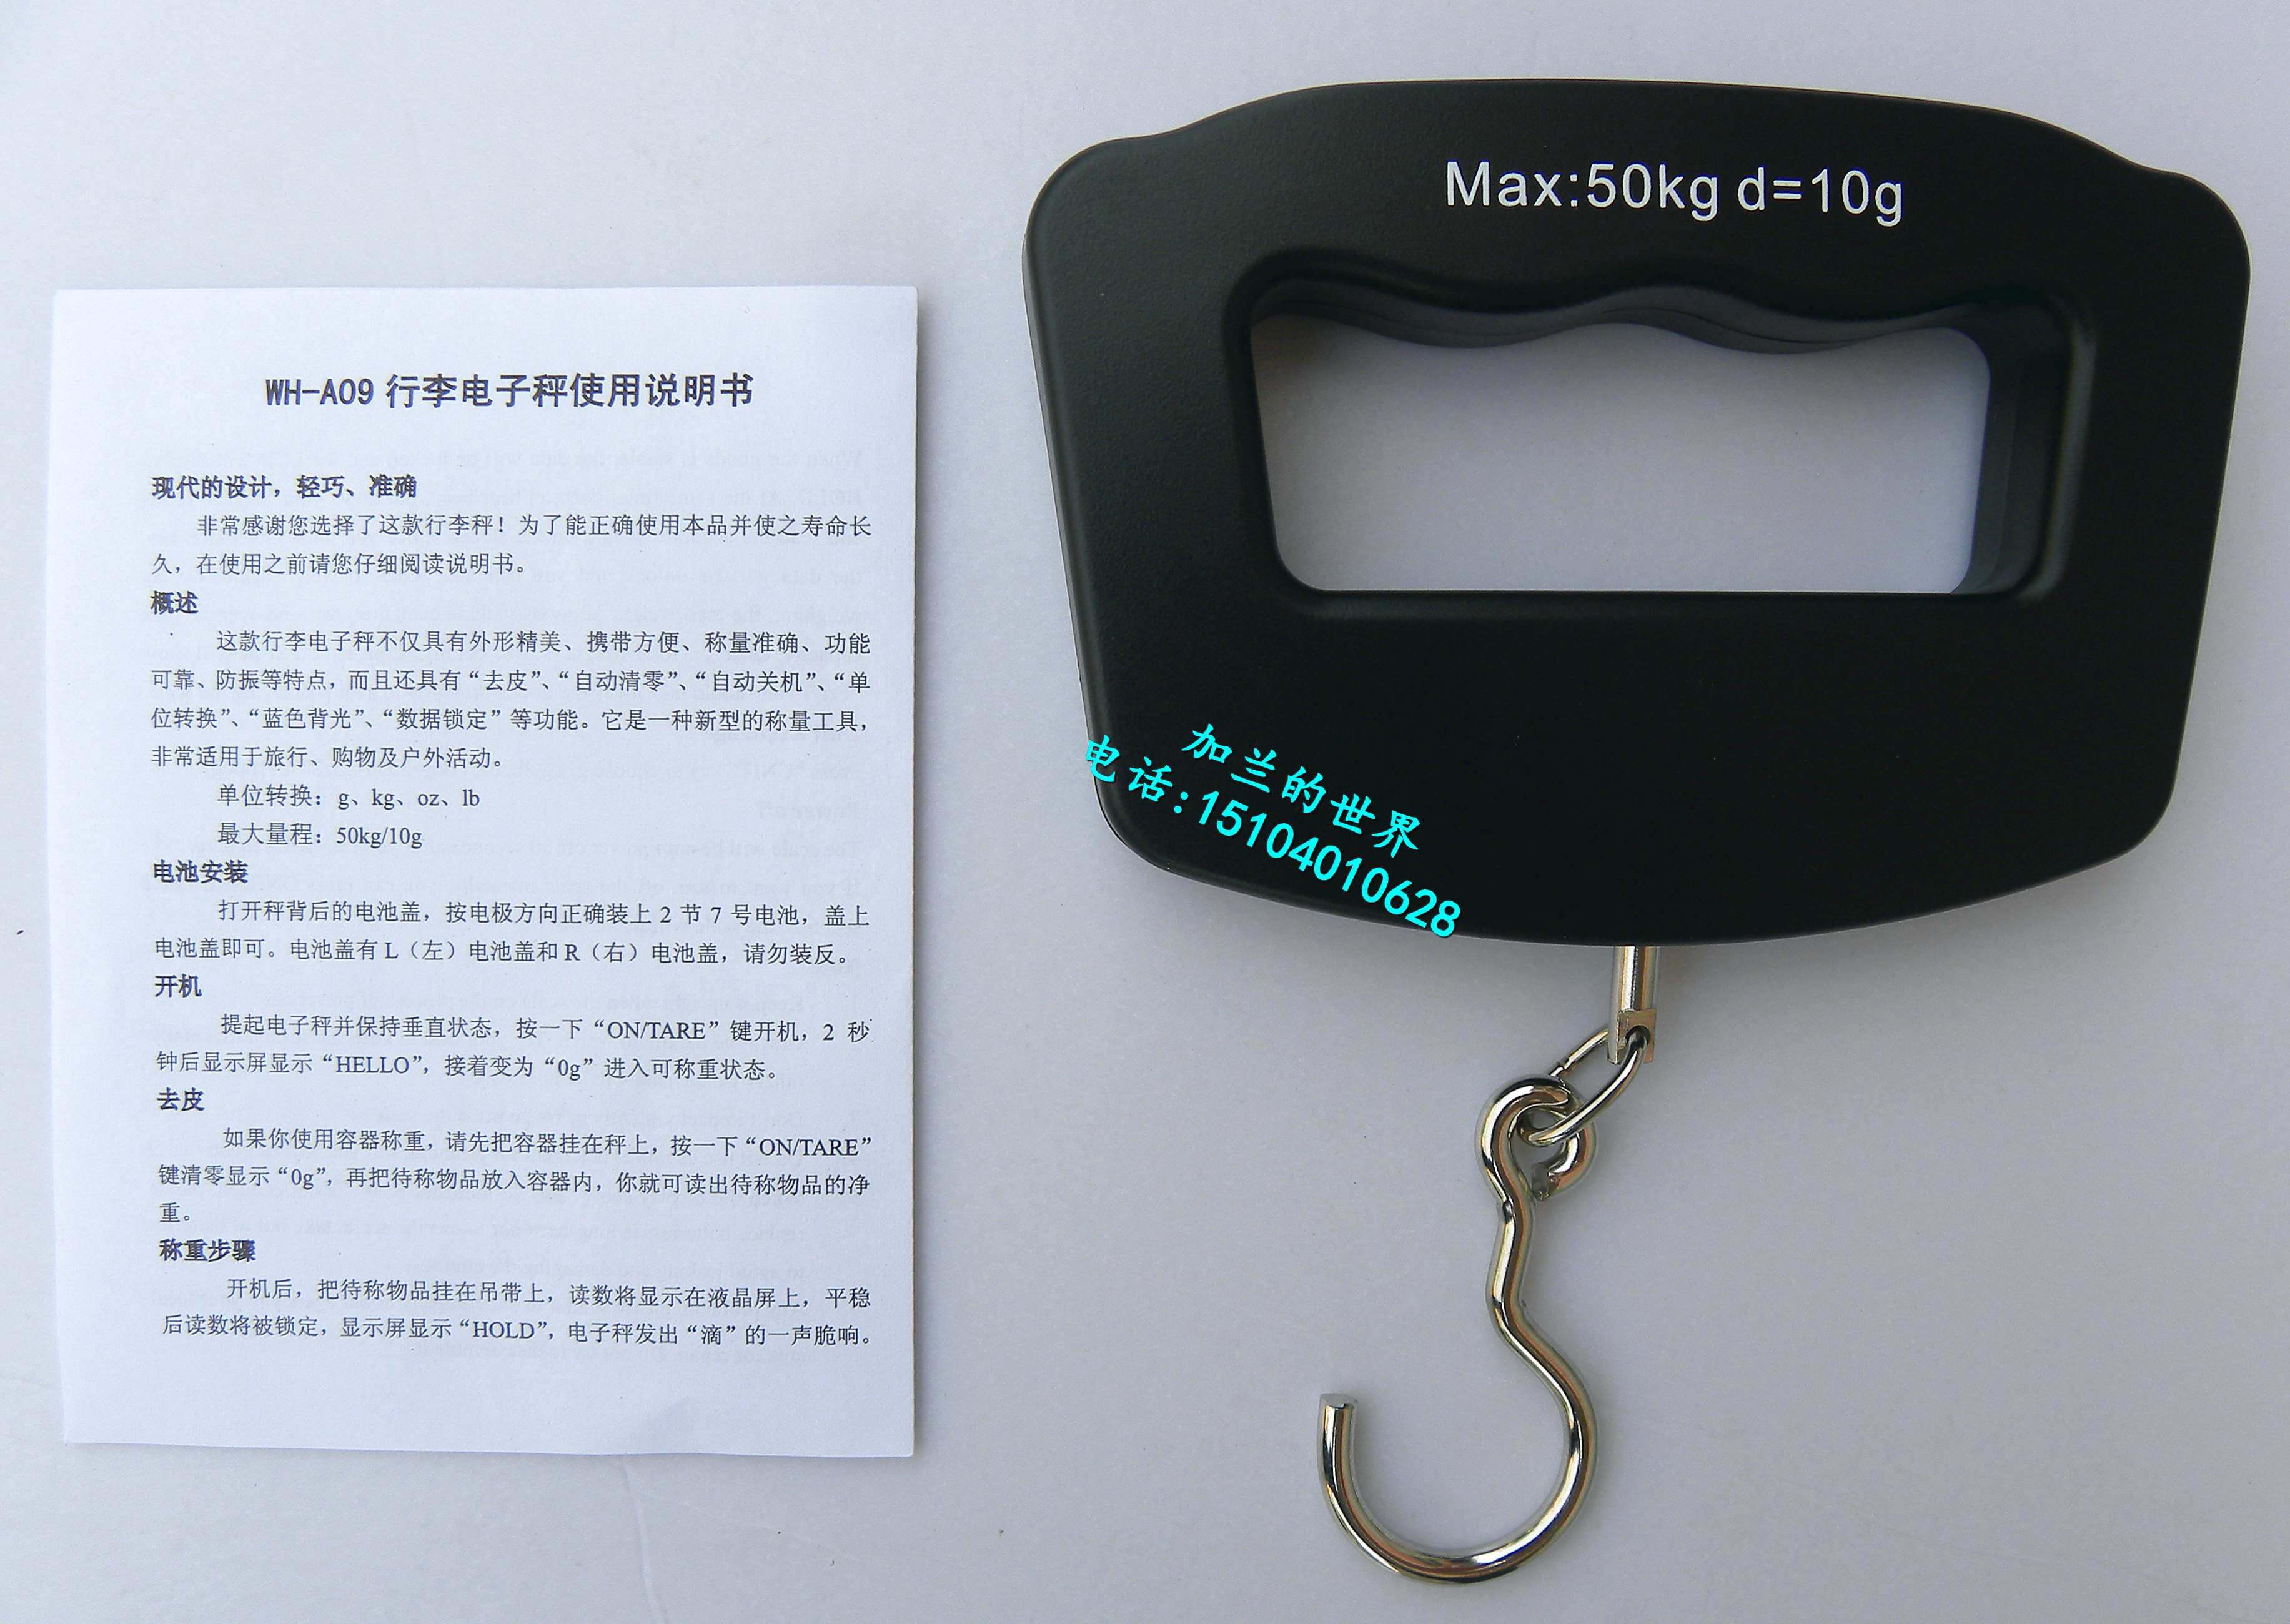 WH-A09 行李电子秤使用说明书
现代的设计，轻巧、准确
非常感谢您选择了这款行李秤！为了能正确使用本品并使之寿命长
久，在使用之前请您仔细阅读说明书。
概述
这款行李电子秤不仅具有外形精美、携带方便、称量准确、功能
可靠、防振等特点，而且还具有“去皮”、“自动清零”、“自动关机”、“单
位转换”、“蓝色背光”、“数据锁定”等功能。它是一种新型的称量工具，
非常适用于旅行、购物及户外活动。
单位转换：g、kg、oz、lb
最大量程：50kg/10g
电池安装
打开秤背后的电池盖，按电极方向正确装上 2 节 7 号电池，盖上
电池盖即可。电池盖有 L（左）电池盖和 R（右）电池盖，请勿装反。
开机
提起电子秤并保持垂直状态，按一下“ON/TARE”键开机，2 秒
钟后显示屏显示“HELLO”，接着变为“0g”进入可称重状态。
去皮
如果你使用容器称重，请先把容器挂在秤上，按一下“ON/TARE”
键清零显示“0g”，再把待称物品放入容器内，你就可读出待称物品的净
重。
称重步骤
开机后，把待称物品挂在吊带上，读数将显示在液晶屏上，平稳
后读数将被锁定，显示屏显示“HOLD”，电子秤发出“滴”的一声脆响。
Max:50kg d=10g
加兰的世界
电话:15104010628